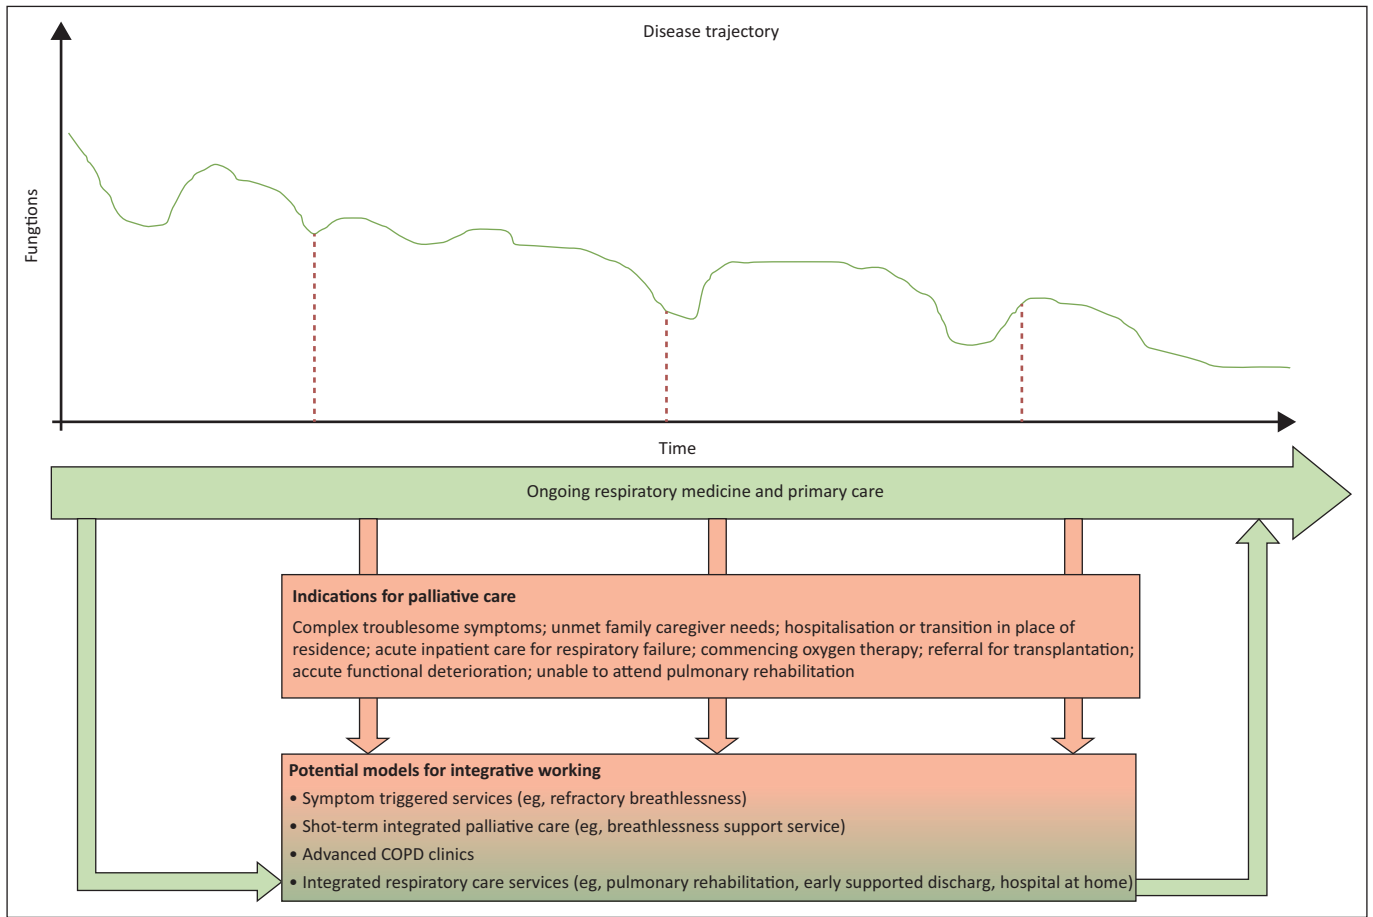 Disease trajectory
Fungtions
Time
Ongoing respiratory medicine and primary care
Indications for palliative care
Complex troublesome symptoms; unmet family caregiver needs; hospitalisation or transition in place of
residence; acute inpatient care for respiratory failure; commencing oxygen therapy; referral for transplantation;
accute functional deterioration; unable to attend pulmonary rehabilitation
Potential models for integrative working
• Symptom triggered services (eg, refractory breathlessness)
• Shot-term integrated palliative care (eg, breathlessness support service)
• Advanced COPD clinics
• Integrated respiratory care services (eg, pulmonary rehabilitation, early supported discharg, hospital at home)